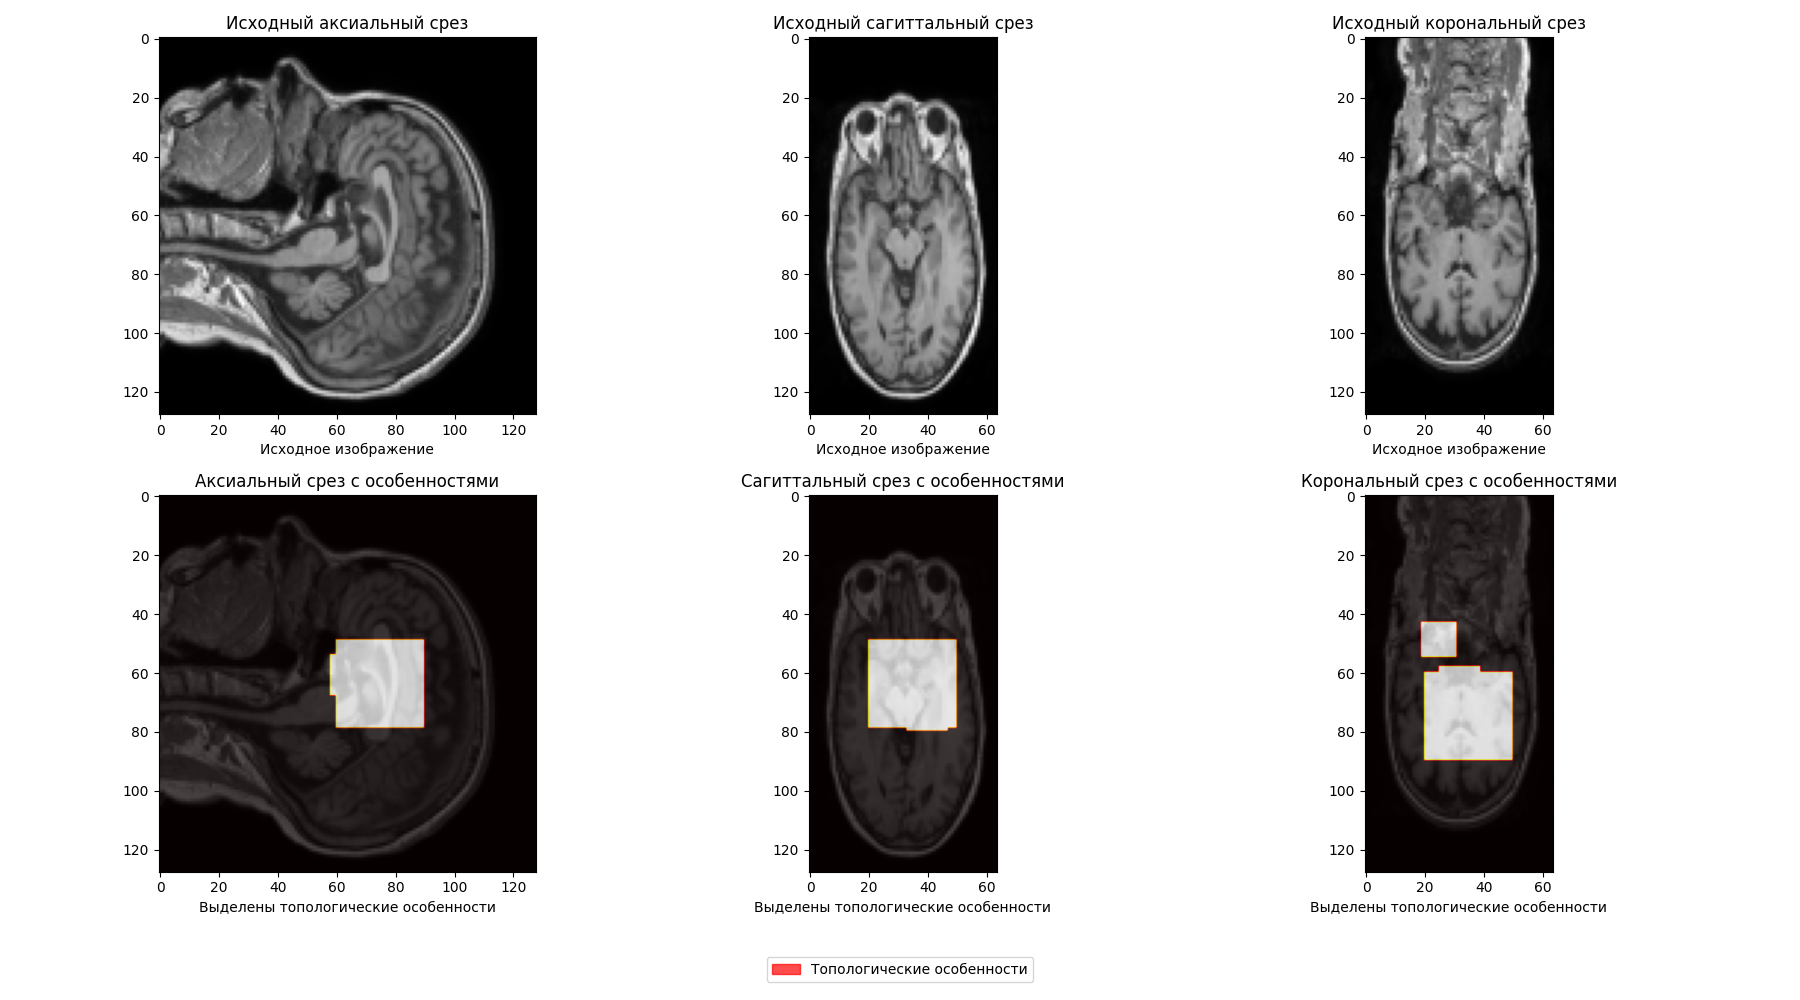 Исходный аксиальный срез
Исходный сагиттальный срез
Исходный корональный срез
0
20
40
60
80
100
120
0 20 40 60 80 100 120
Исходное изображение
0
20
40
60
80
100
120
0 20 40 60
Исходное изображение
0
20
40
60
80
100
120
0 20 40 60
Исходное изображение
Аксиальный срез с особенностями
Сагиттальный срез с особенностями
Корональный срез с особенностями
0
20
40
60
80
100
120
0 20 40 60 80 100 120
Выделены топологические особенности
0
20
40
60
80
100
120
0 20 40 60
Выделены топологические особенности
0
20
40
60
80
100
120
0 20 40 60
Выделены топологические особенности
Топологические особенности